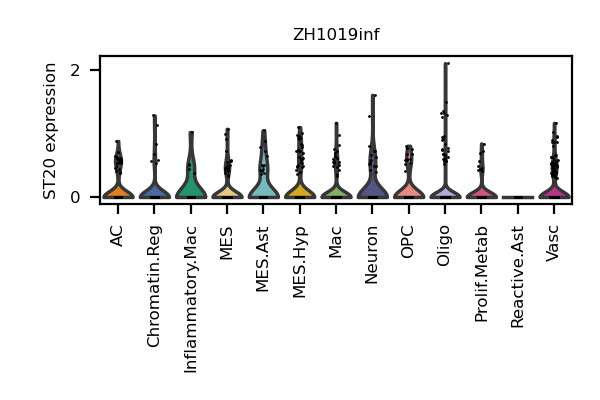 ZH1019inf
ST20 expression
2
0
AC
Chromatin.Reg
Inflammatory.Mac
MES
MES.Ast
MES.Hyp
Mac
Neuron
OPC
Oligo
Prolif.Metab
Reactive.Ast
Vasc